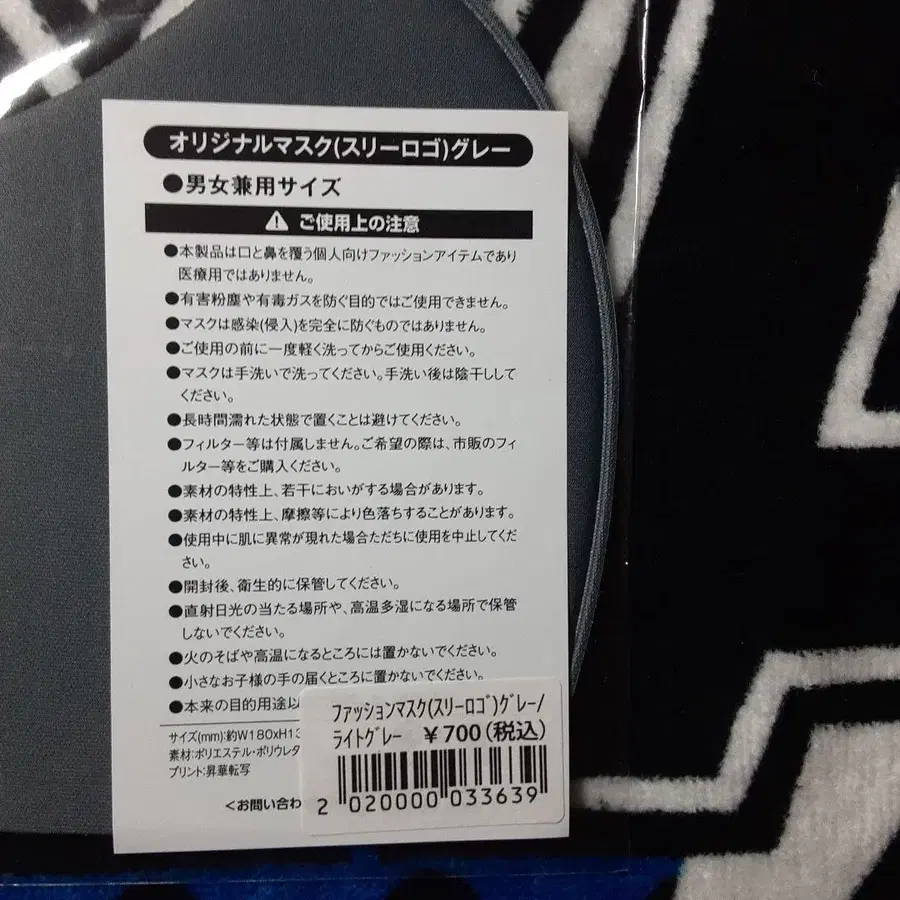 オリジナルマスク(スリーロゴ)グレー
●男女兼用サイズ
⚠ ご使用上の注意
●本製品は口と鼻を覆う個人向けファッションアイテムであり
医療用ではありません。
●有害粉塵や有毒ガスを防ぐ目的ではご使用できません。
●マスクは感染(侵入)を完全に防ぐものではありません。
●ご使用の前に一度軽く洗ってからご使用ください。
●マスクは手洗いで洗ってください。手洗い後は陰干しして
ください。
●長時間濡れた状態で置くことは避けてください。
●フィルター等は付属しません。ご希望の際は、市販のフィ
ルター等をご購入ください。
●素材の特性上、若干においがする場合があります。
●素材の特性上、摩擦等により色落ちすることがあります。
●使用中に肌に異常が現れた場合ただちに使用を中止してくだ
さい。
●開封後、衛生的に保管してください。
●直射日光の当たる場所や、高温多湿になる場所で保管
しないでください。
●火のそばや高温になるところには置かないでください。
●小さなお子様の手の届くところに置かないでください。
●本来の目的用途以
サイズ(mm):約W180xH13
素材:ポリエステル・ポリウレタ
プリント:昇華転写
<お問い合わ
ﾌｧｯｼｮﾝﾏｽｸ(ｽﾘｰﾛｺﾞ)ｸﾞﾚｰ/
ﾗｲﾄｸﾞﾚｰ ￥700(税込)
2 020000 033639